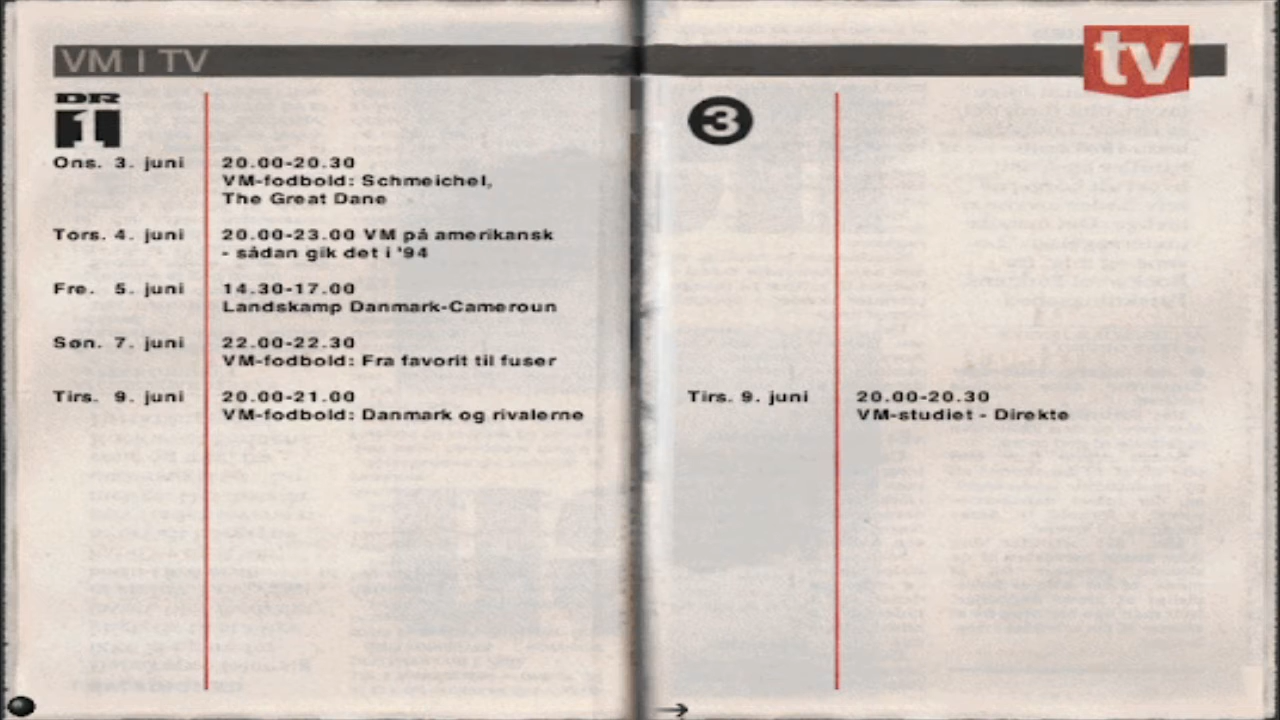 VM I TV
tv
DR
1
Ons. 3. juni
20.00-20.30
VM-fodbold: Schmeichel,
The Great Dane
Tors. 4. juni
20.00-23.00 VM på amerikansk
- sådan gik det i '94
Fre. 5. juni
14.30-17.00
Landskamp Danmark-Cameroun
Søn. 7. juni
22.00-22.30
VM-fodbold: Fra favorit til fuser
Tirs. 9. juni
20.00-21.00
VM-fodbold: Danmark og rivalerne
3
Tirs. 9. juni
20.00-20.30
VM-studiet - Direkte